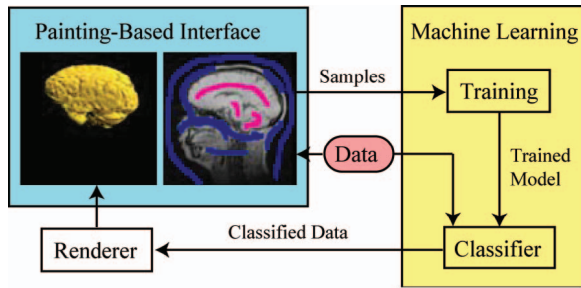 Painting-Based Interface
Machine Learning
Samples
Training
Data
Trained
Model
Classified Data
Renderer
Classifier